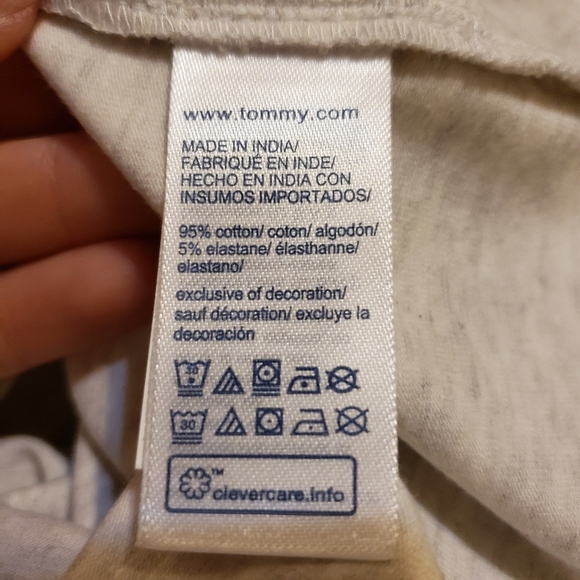 www.tommy.com
MADE IN INDIA/
FABRIQUÉ EN INDE/
HECHO EN INDIA CON
INSUMOS IMPORTADOS/
95% cotton/ coton/ algodón/
5% elastane/ élasthanne/
elastano/
exclusive of decoration/
sauf décoration/ excluye la
decoración
30
30
TM
clevercare.info